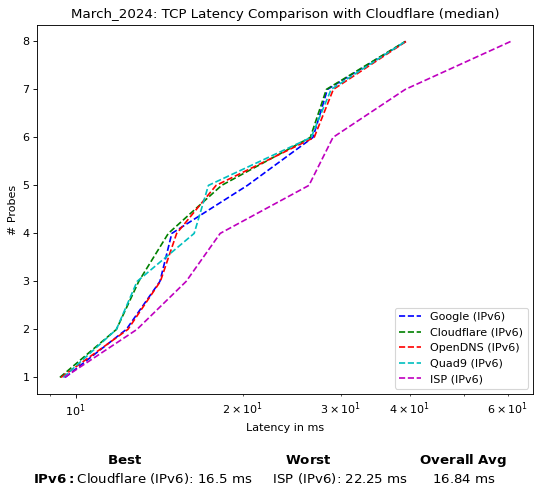 March_2024: TCP Latency Comparison with Cloudflare (median)
8
7
6
5
4
3
2
1
# Probes
Google (IPv6)
Cloudflare (IPv6)
OpenDNS (IPv6)
Quad9 (IPv6)
ISP (IPv6)
10¹ 2 × 10¹ 3 × 10¹ 4 × 10¹ 6 × 10¹
Latency in ms
Best Worst Overall Avg
IPv6: Cloudflare (IPv6): 16.5 ms ISP (IPv6): 22.25 ms 16.84 ms